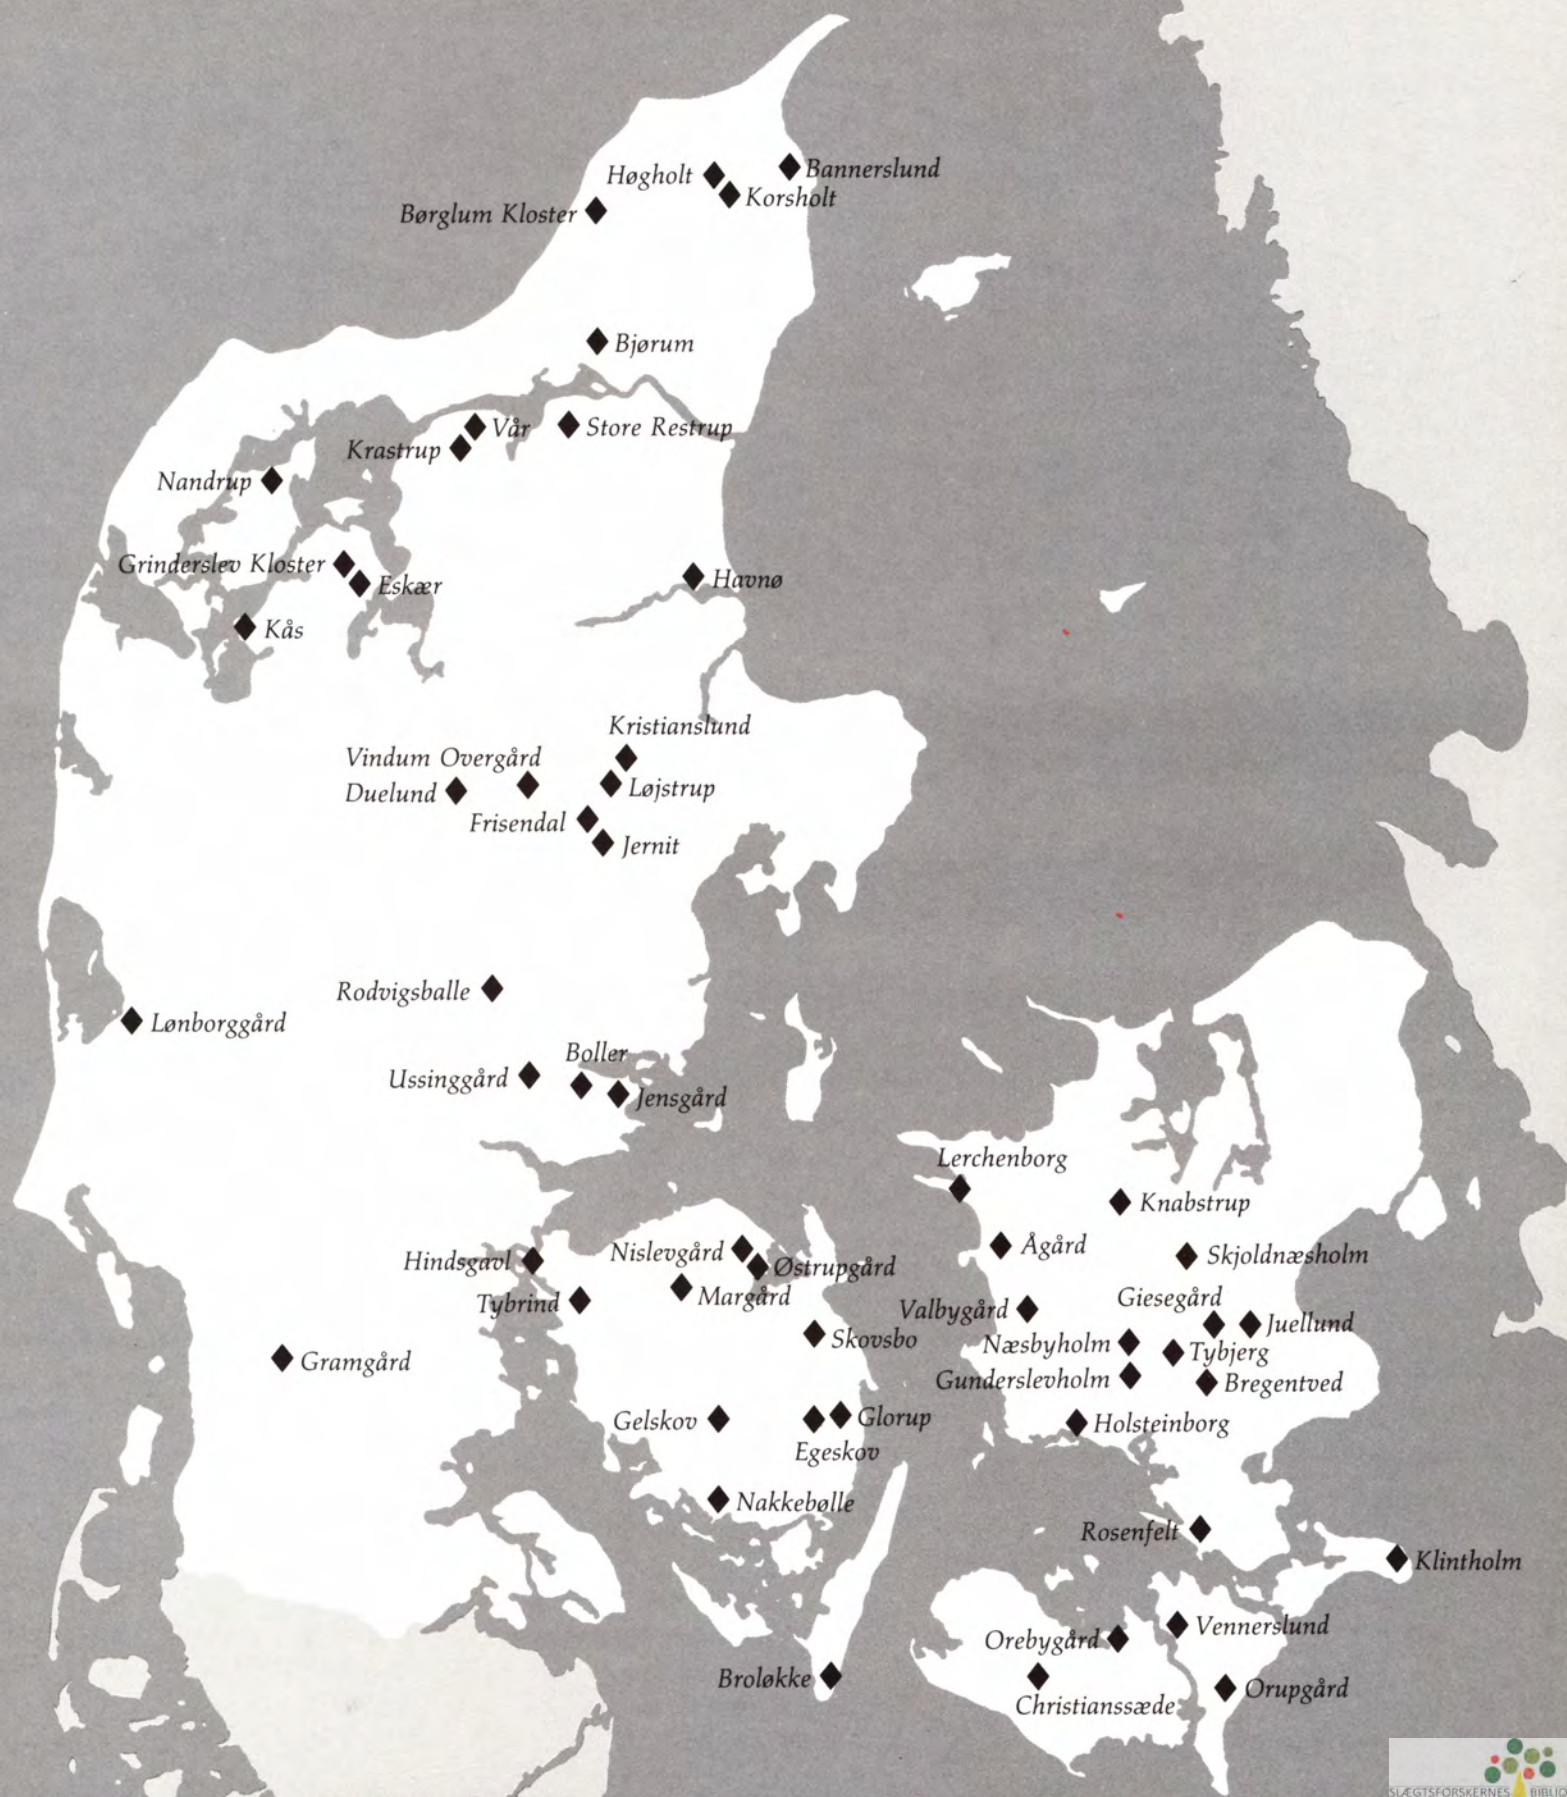 Bannerslund
Høgholt
Korsholt
Børglum Kloster
Bjørum
Vår
Store Restrup
Krastrup
Nandrup
Grinderslev Kloster
Eskær
Havnø
Kås
Kristianslund
Vindum Overgård
Duelund
Løjstrup
Frisendal
Jernit
Rodvigsballe
Lønborggård
Boller
Ussinggård
Jensgård
Lerchenborg
Knabstrup
Ågård
Nislevgård
Skjoldnæsholm
Hindsgavl
Østrupgård
Margård
Tybrind
Giesegård
Valbygård
Juellund
Skovsbo
Næsbyholm
Tybjerg
Gramgård
Gunderslevholm
Bregentved
Glorup
Gelskov
Holsteinborg
Egeskov
Nakkebølle
Rosenfelt
Klintholm
Vennerslund
Orebygård
Broløkke
Orupgård
Christianssæde
SLÆGTSFORSKERNES BIBLIO